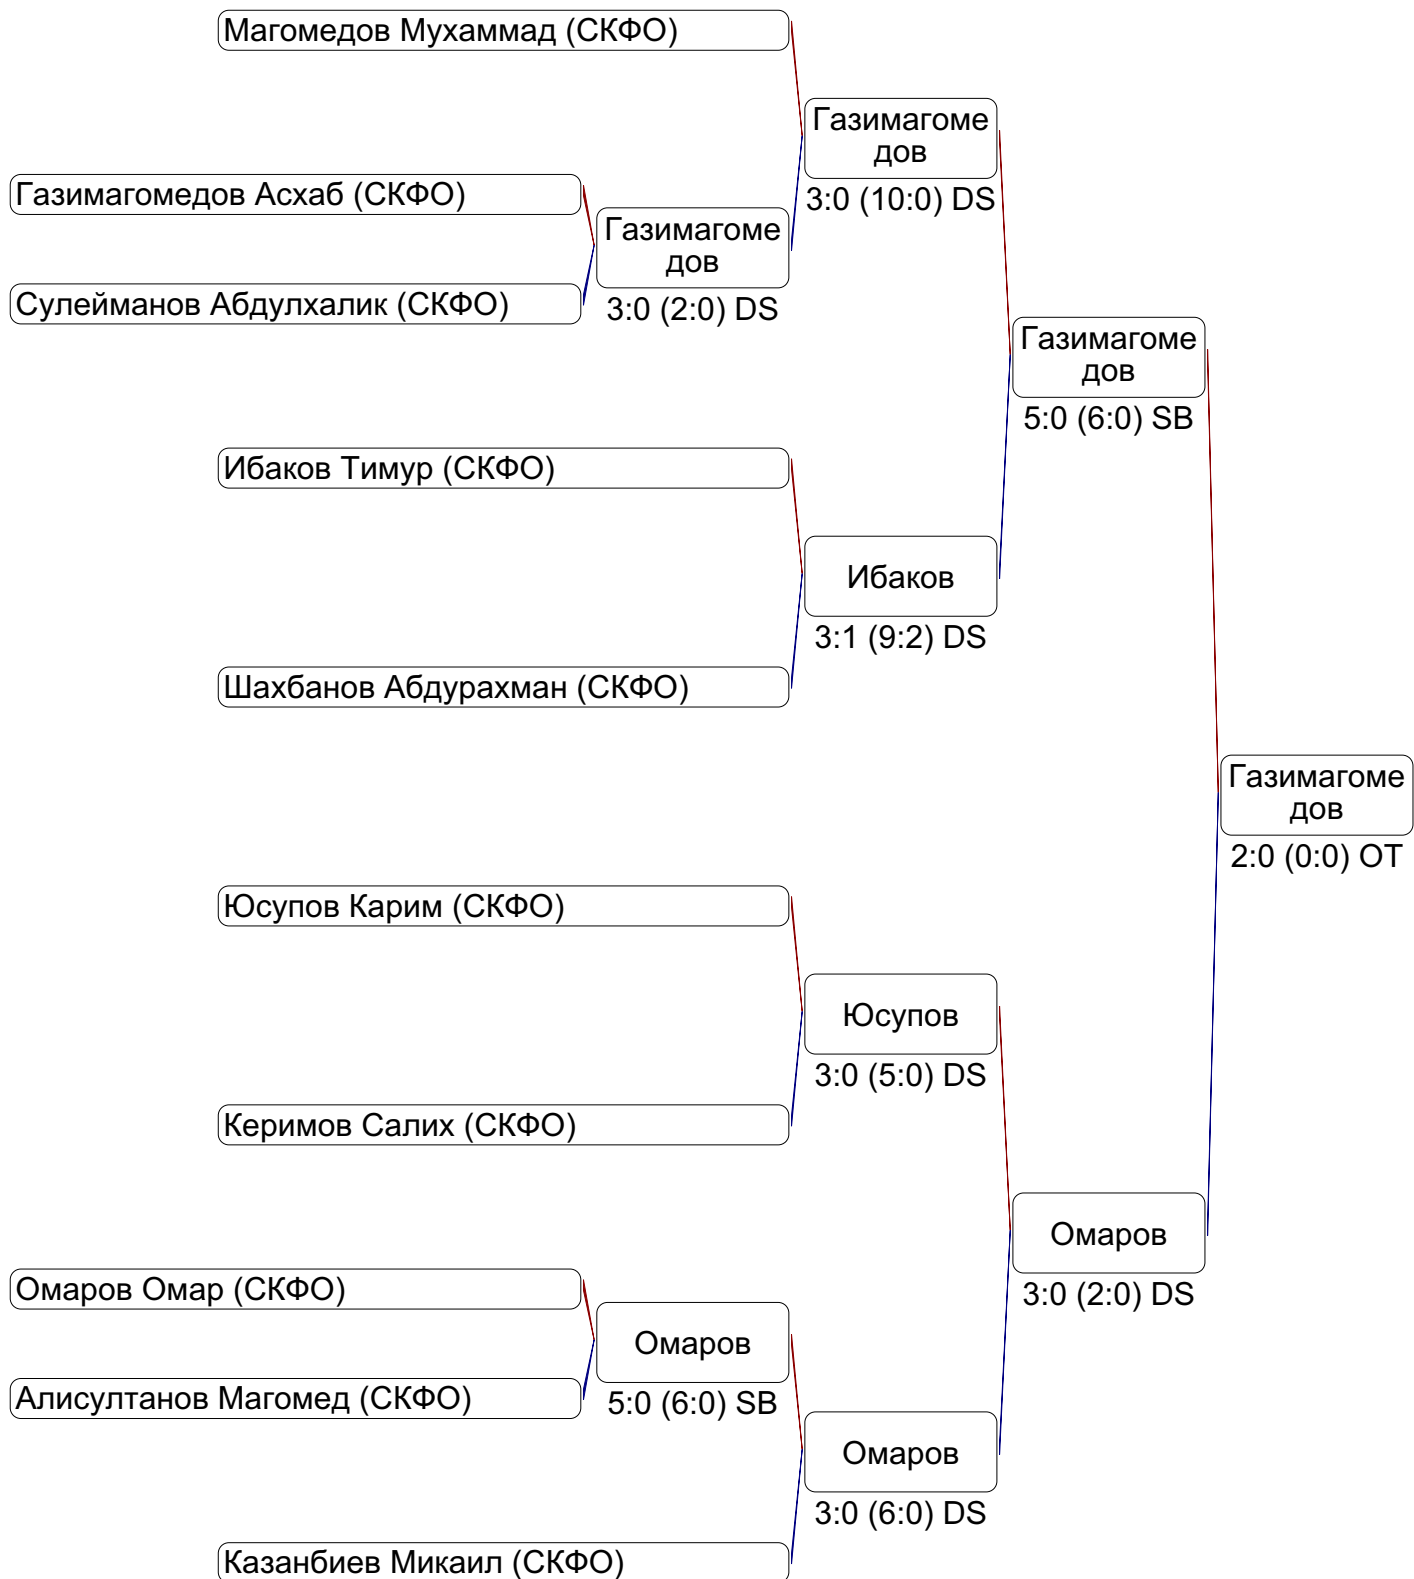 Магомедов Мухаммад (СКФО)
Газимагоме
дов
3:0 (10:0) DS
Газимагомедов Асхаб (СКФО)
Газимагоме
дов
3:0 (2:0) DS
Сулейманов Абдулхалик (СКФО)
Газимагоме
дов
5:0 (6:0) SB
Ибаков Тимур (СКФО)
Ибаков
3:1 (9:2) DS
Шахбанов Абдурахман (СКФО)
Газимагоме
дов
2:0 (0:0) OT
Юсупов Карим (СКФО)
Юсупов
3:0 (5:0) DS
Керимов Салих (СКФО)
Омаров
3:0 (2:0) DS
Омаров Омар (СКФО)
Омаров
5:0 (6:0) SB
Алисултанов Магомед (СКФО)
Омаров
3:0 (6:0) DS
Казанбиев Микаил (СКФО)